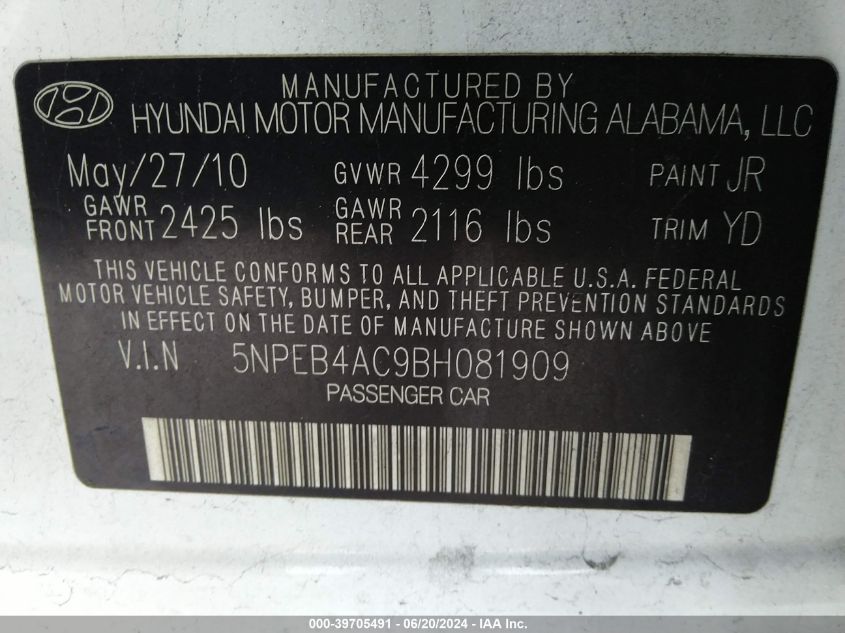 MANUFACTURED BY
HYUNDAI MOTOR MANUFACTURING ALABAMA, LLC
May/27/10 GVWR 4299 lbs PAINT JR
GAWR FRONT 2425 lbs GAWR REAR 2116 lbs TRIM YD
THIS VEHICLE CONFORMS TO ALL APPLICABLE U.S.A. FEDERAL
MOTOR VEHICLE SAFETY, BUMPER, AND THEFT PREVENTION STANDARDS
IN EFFECT ON THE DATE OF MANUFACTURE SHOWN ABOVE
V.I.N 5NPEB4AC9BH081909
PASSENGER CAR
000-39705491 - 06/20/2024 - IAA Inc.